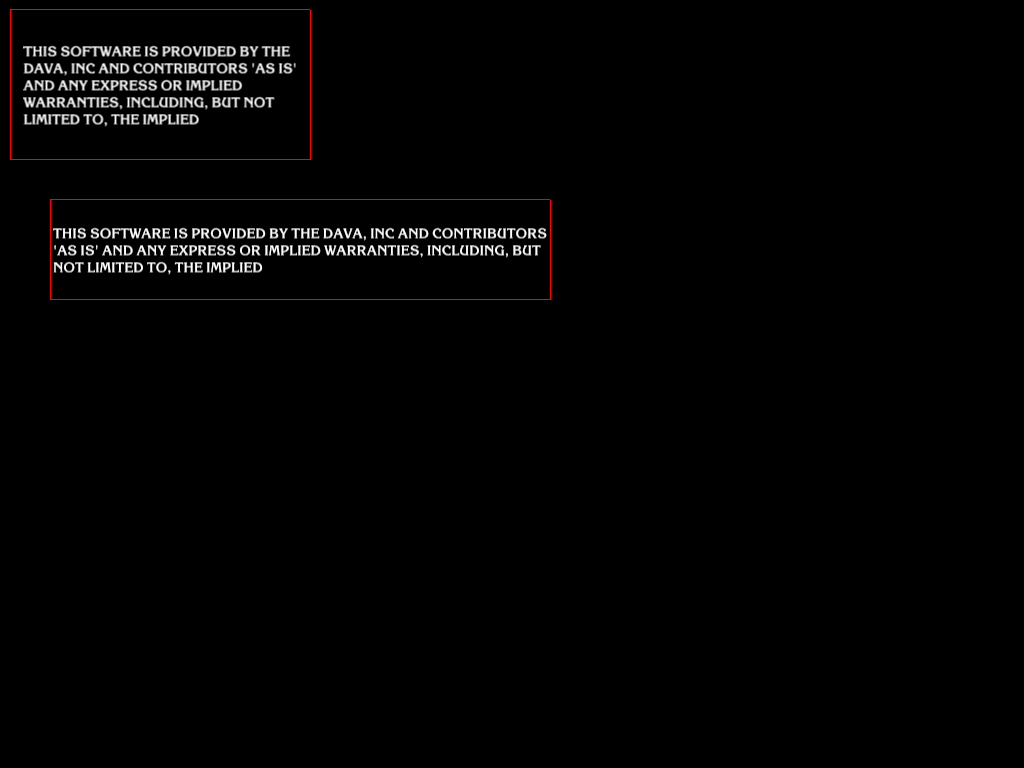 THIS SOFTWARE IS PROVIDED BY THE
DAVA, INC AND CONTRIBUTORS 'AS IS'
AND ANY EXPRESS OR IMPLIED
WARRANTIES, INCLUDING, BUT NOT
LIMITED TO, THE IMPLIED
THIS SOFTWARE IS PROVIDED BY THE DAVA, INC AND CONTRIBUTORS
'AS IS' AND ANY EXPRESS OR IMPLIED WARRANTIES, INCLUDING, BUT
NOT LIMITED TO, THE IMPLIED